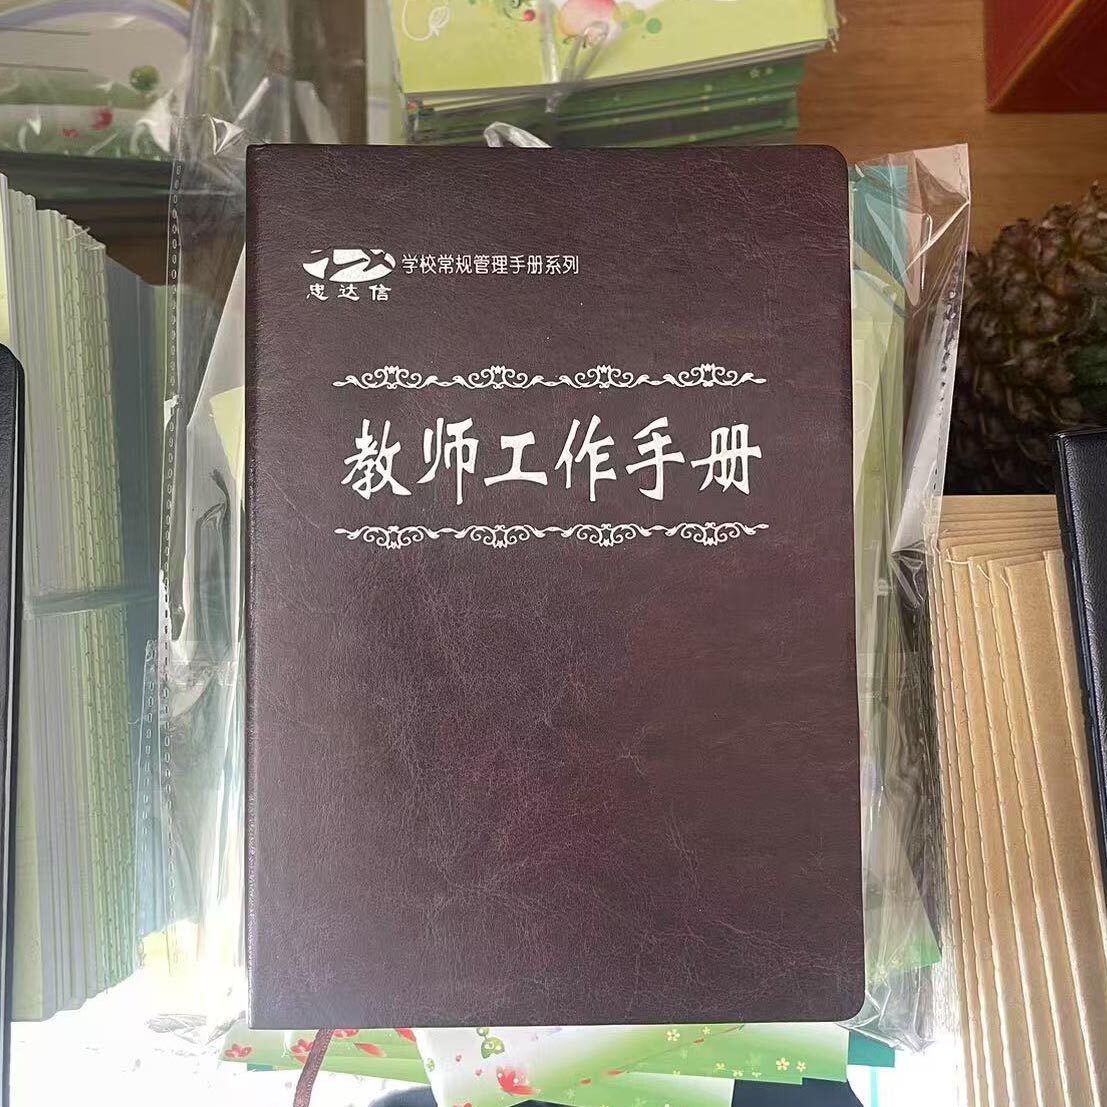 学校常规管理手册系列
忠达信
教师工作手册